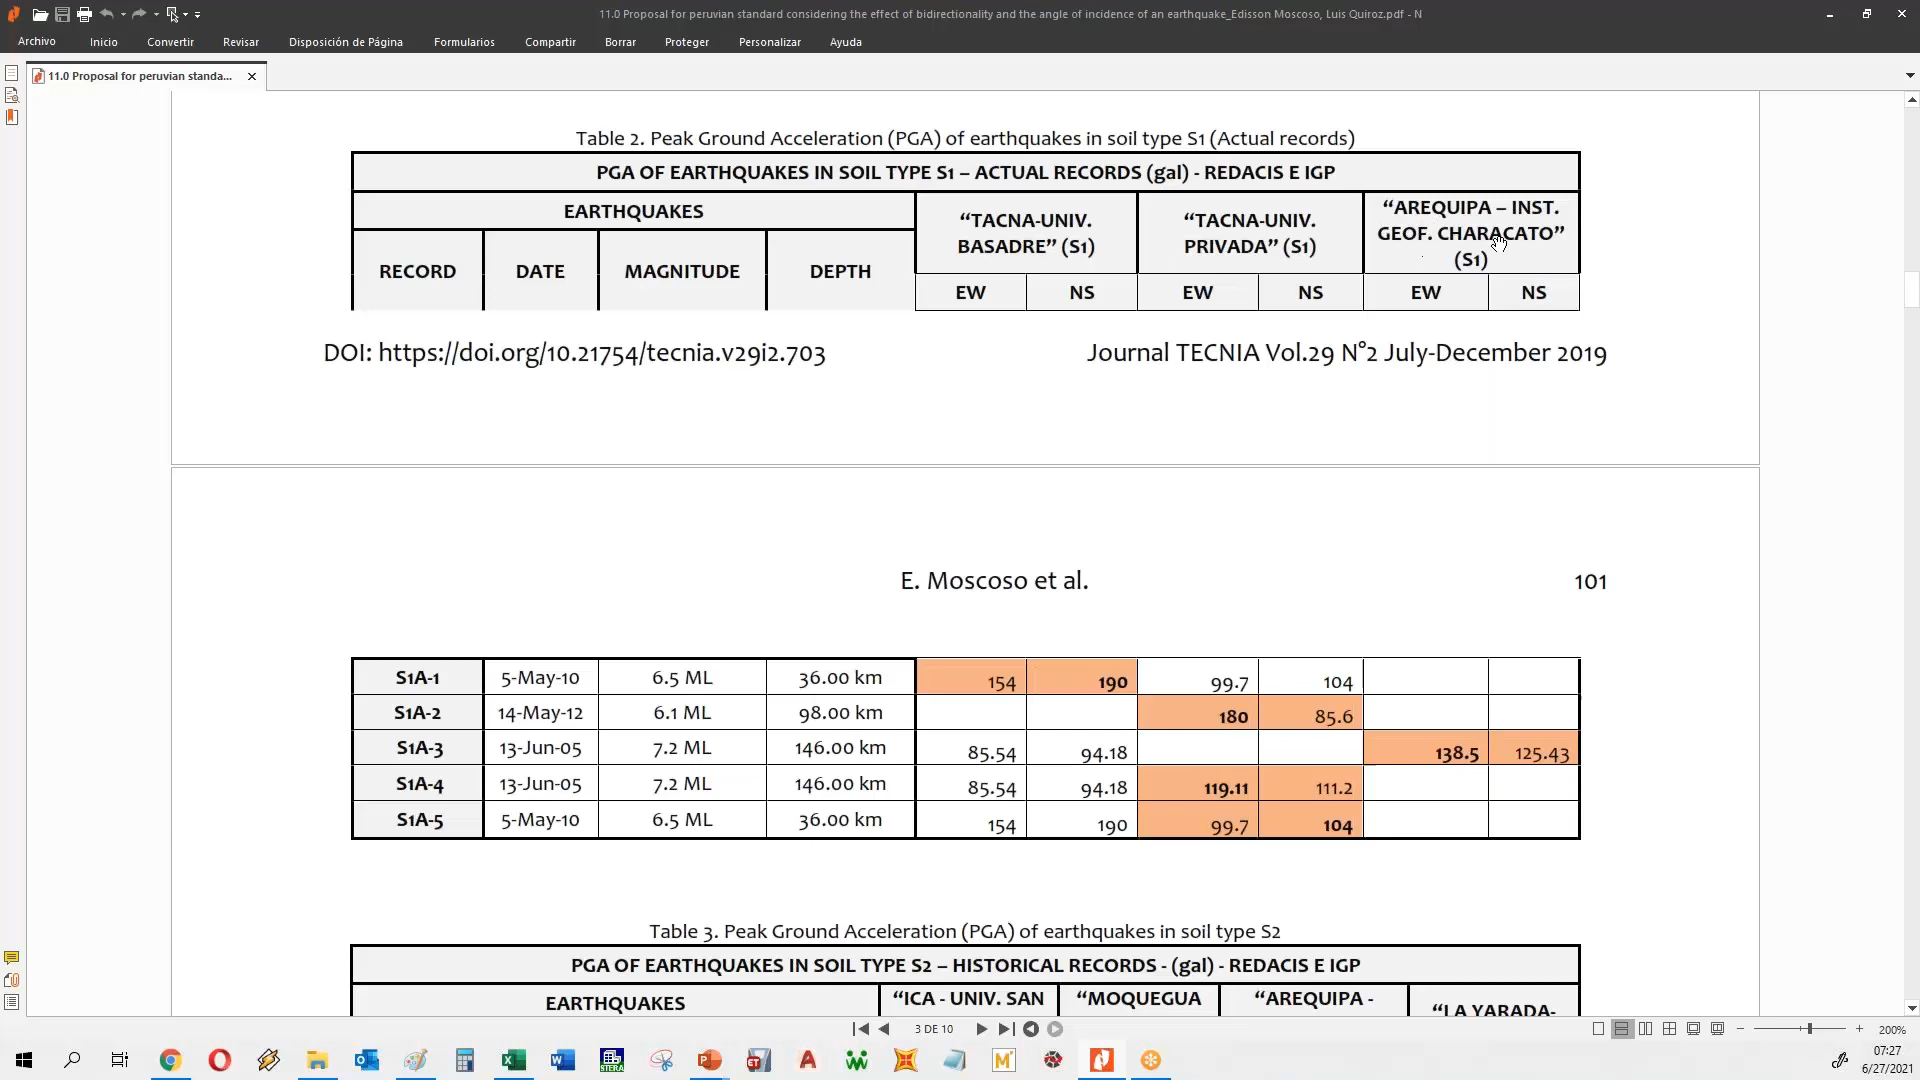 11.0 Proposal for peruvian standard considering the effect of bidirectionality and the angle of incidence of an earthquake_Edisson Moscoso, Luis Quiroz.pdf - N
Archivo Inicio Convertir Revisar Disposición de Página Formularios Compartir Borrar Proteger Personalizar Ayuda
11.0 Proposal for peruvian standa...
Table 2. Peak Ground Acceleration (PGA) of earthquakes in soil type S1 (Actual records)
PGA OF EARTHQUAKES IN SOIL TYPE S1 – ACTUAL RECORDS (gal) - REDACIS E IGP
EARTHQUAKES
“TACNA-UNIV. BASADRE” (S1)
“TACNA-UNIV. PRIVADA” (S1)
“AREQUIPA – INST. GEOF. CHARACATO” (S1)
RECORD DATE MAGNITUDE DEPTH
EW NS EW NS EW NS
DOI: https://doi.org/10.21754/tecnia.v29i2.703 Journal TECNIA Vol.29 N°2 July-December 2019
E. Moscoso et al. 101
S1A-1 5-May-10 6.5 ML 36.00 km 154 190 99.7 104
S1A-2 14-May-12 6.1 ML 98.00 km 180 85.6
S1A-3 13-Jun-05 7.2 ML 146.00 km 85.54 94.18 138.5 125.43
S1A-4 13-Jun-05 7.2 ML 146.00 km 85.54 94.18 119.11 111.2
S1A-5 5-May-10 6.5 ML 36.00 km 154 190 99.7 104
Table 3. Peak Ground Acceleration (PGA) of earthquakes in soil type S2
PGA OF EARTHQUAKES IN SOIL TYPE S2 – HISTORICAL RECORDS - (gal) - REDACIS E IGP
EARTHQUAKES “ICA - UNIV. SAN “MOQUEGUA “AREQUIPA - “LA YARADA-
3 DE 10
200%
07:27
6/27/2021